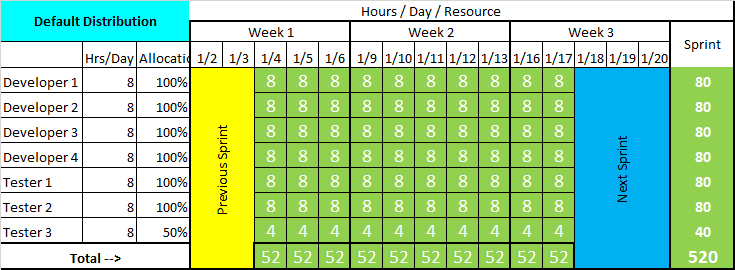 Default Distribution Hours / Day / Resource
Week 1 Week 2 Week 3 Sprint
Hrs/Day Allocatio 1/2 1/3 1/4 1/5 1/6 1/9 1/10 1/11 1/12 1/13 1/16 1/17 1/18 1/19 1/20
Developer 1 8 100% 8 8 8 8 8 8 8 8 8 8 80
Developer 2 8 100% 8 8 8 8 8 8 8 8 8 8 80
Developer 3 8 100% 8 8 8 8 8 8 8 8 8 8 80
Developer 4 8 100% 8 8 8 8 8 8 8 8 8 8 80
Tester 1 8 100% 8 8 8 8 8 8 8 8 8 8 80
Tester 2 8 100% 8 8 8 8 8 8 8 8 8 8 80
Tester 3 8 50% 4 4 4 4 4 4 4 4 4 4 40
Total --> 52 52 52 52 52 52 52 52 52 52 520
Previous Sprint
Next Sprint